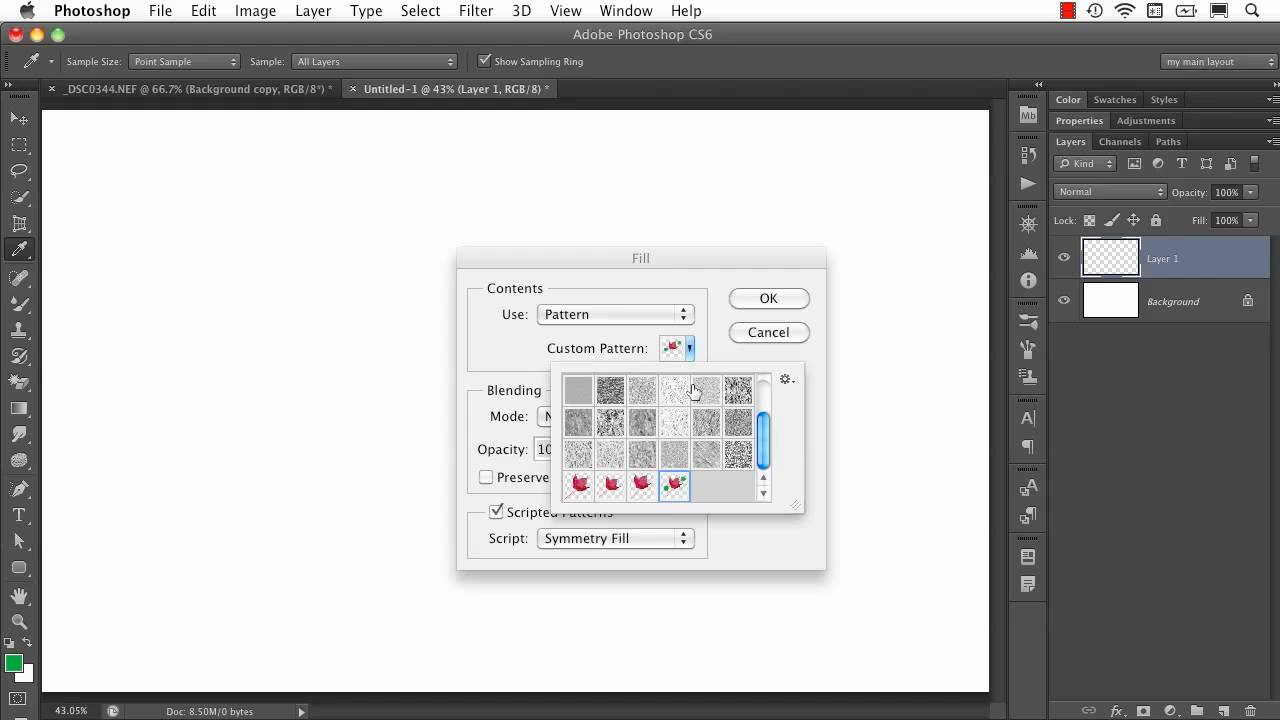 Photoshop File Edit Image Layer Type Select Filter 3D View Window Help
Adobe Photoshop CS6
Sample Size: Point Sample Sample: All Layers Show Sampling Ring my main layout
_DSC0344.NEF @ 66.7% (Background copy, RGB/8*) * Untitled-1 @ 43% (Layer 1, RGB/8) *
Color Swatches Styles
Properties Adjustments
Layers Channels Paths
Kind
Normal Opacity: 100%
Lock: Fill: 100%
Layer 1
Background
Mb
Fill
Contents
Use: Pattern
Custom Pattern:
OK
Cancel
Blending
Mode: N
Opacity: 10
Preserve
Scripted Patterns
Script: Symmetry Fill
43.05% Doc: 8.50M/0 bytes